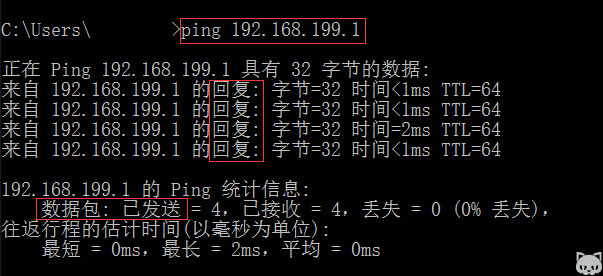 C:\Users\ >ping 192.168.199.1
正在 Ping 192.168.199.1 具有 32 字节的数据:
来自 192.168.199.1 的回复: 字节=32 时间<1ms TTL=64
来自 192.168.199.1 的回复: 字节=32 时间<1ms TTL=64
来自 192.168.199.1 的回复: 字节=32 时间=2ms TTL=64
来自 192.168.199.1 的回复: 字节=32 时间<1ms TTL=64
192.168.199.1 的 Ping 统计信息:
数据包: 已发送 = 4，已接收 = 4，丢失 = 0 (0% 丢失)，
往返行程的估计时间(以毫秒为单位):
最短 = 0ms，最长 = 2ms，平均 = 0ms